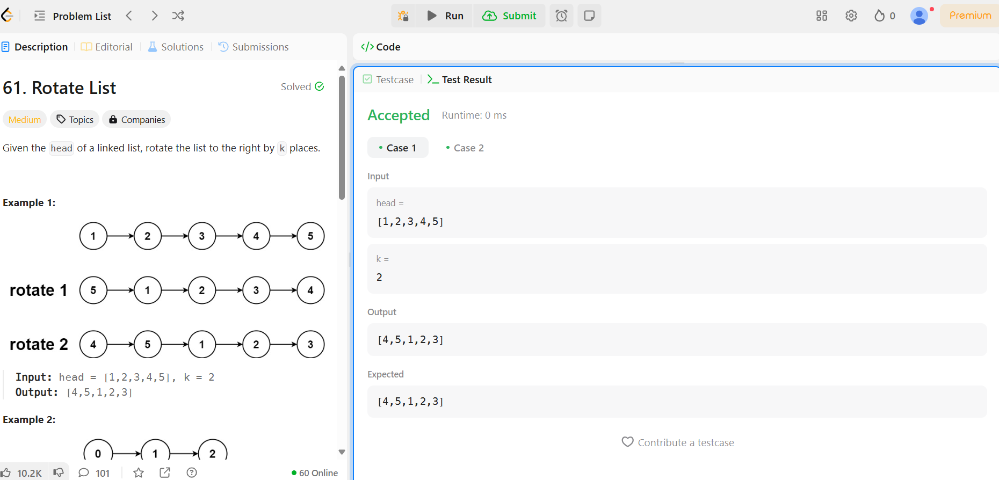 Problem List
Run
Submit
0
Premium
Description
Editorial
Solutions
Submissions
61. Rotate List
Solved
Medium
Topics
Companies
Given the head of a linked list, rotate the list to the right by k places.
Example 1:
1 2 3 4 5
rotate 1 5 1 2 3 4
rotate 2 4 5 1 2 3
Input: head = [1,2,3,4,5], k = 2
Output: [4,5,1,2,3]
Example 2:
0 1 2
10.2K
101
60 Online
</> Code
Testcase
Test Result
Accepted
Runtime: 0 ms
Case 1
Case 2
Input
head =
[1,2,3,4,5]
k =
2
Output
[4,5,1,2,3]
Expected
[4,5,1,2,3]
Contribute a testcase